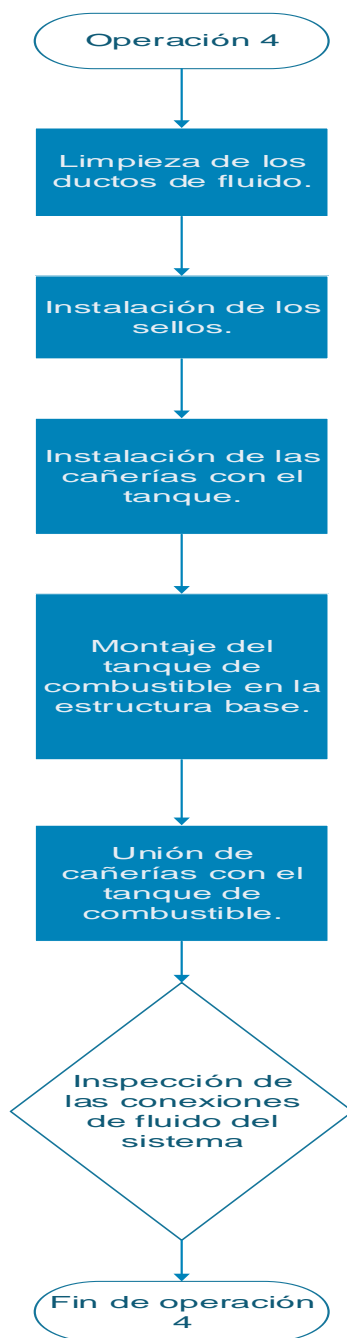 Operación 4
Limpieza de los
ductos de fluido.
Instalación de los
sellos.
Instalación de las
cañerías con el
tanque.
Montaje del
tanque de
combustible en la
estructura base.
Unión de
cañerías con el
tanque de
combustible.
Inspección de
las conexiones
de fluido del
sistema
Fin de operación
4